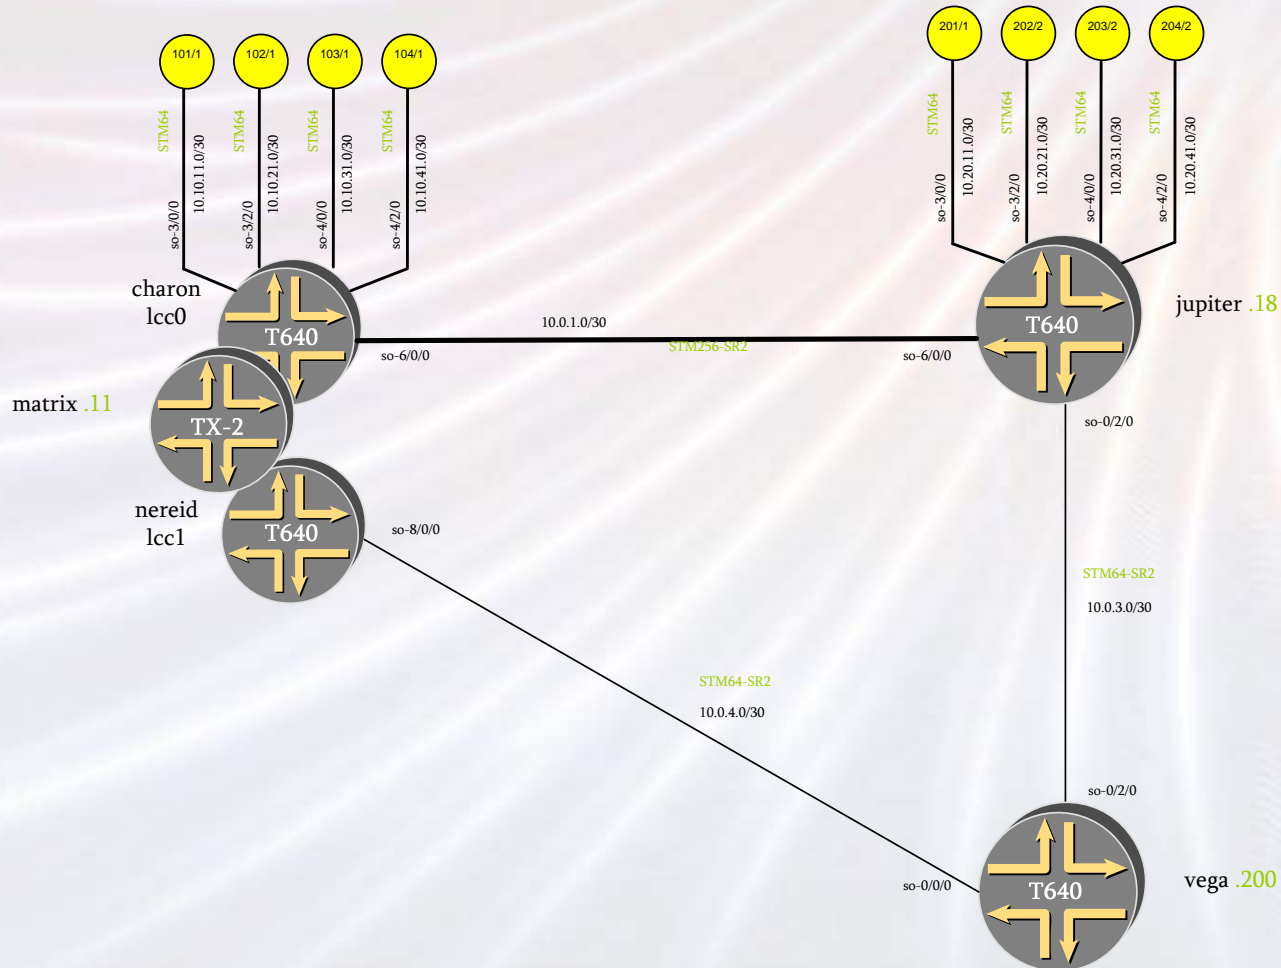 101/1
102/1
103/1
104/1
201/1
202/2
203/2
204/2
STM64
10.10.11.0/30
so-3/0/0
STM64
10.10.21.0/30
so-3/2/0
STM64
10.10.31.0/30
so-4/0/0
STM64
10.10.41.0/30
so-4/2/0
STM64
10.20.11.0/30
so-3/0/0
STM64
10.20.21.0/30
so-3/2/0
STM64
10.20.31.0/30
so-4/0/0
STM64
10.20.41.0/30
so-4/2/0
charon
lcc0
T640
so-6/0/0
10.0.1.0/30
STM256-SR2
so-6/0/0
T640
jupiter .18
matrix .11
TX-2
so-0/2/0
nereid
lcc1
T640
so-8/0/0
STM64-SR2
10.0.3.0/30
STM64-SR2
10.0.4.0/30
so-0/2/0
so-0/0/0
T640
vega .200